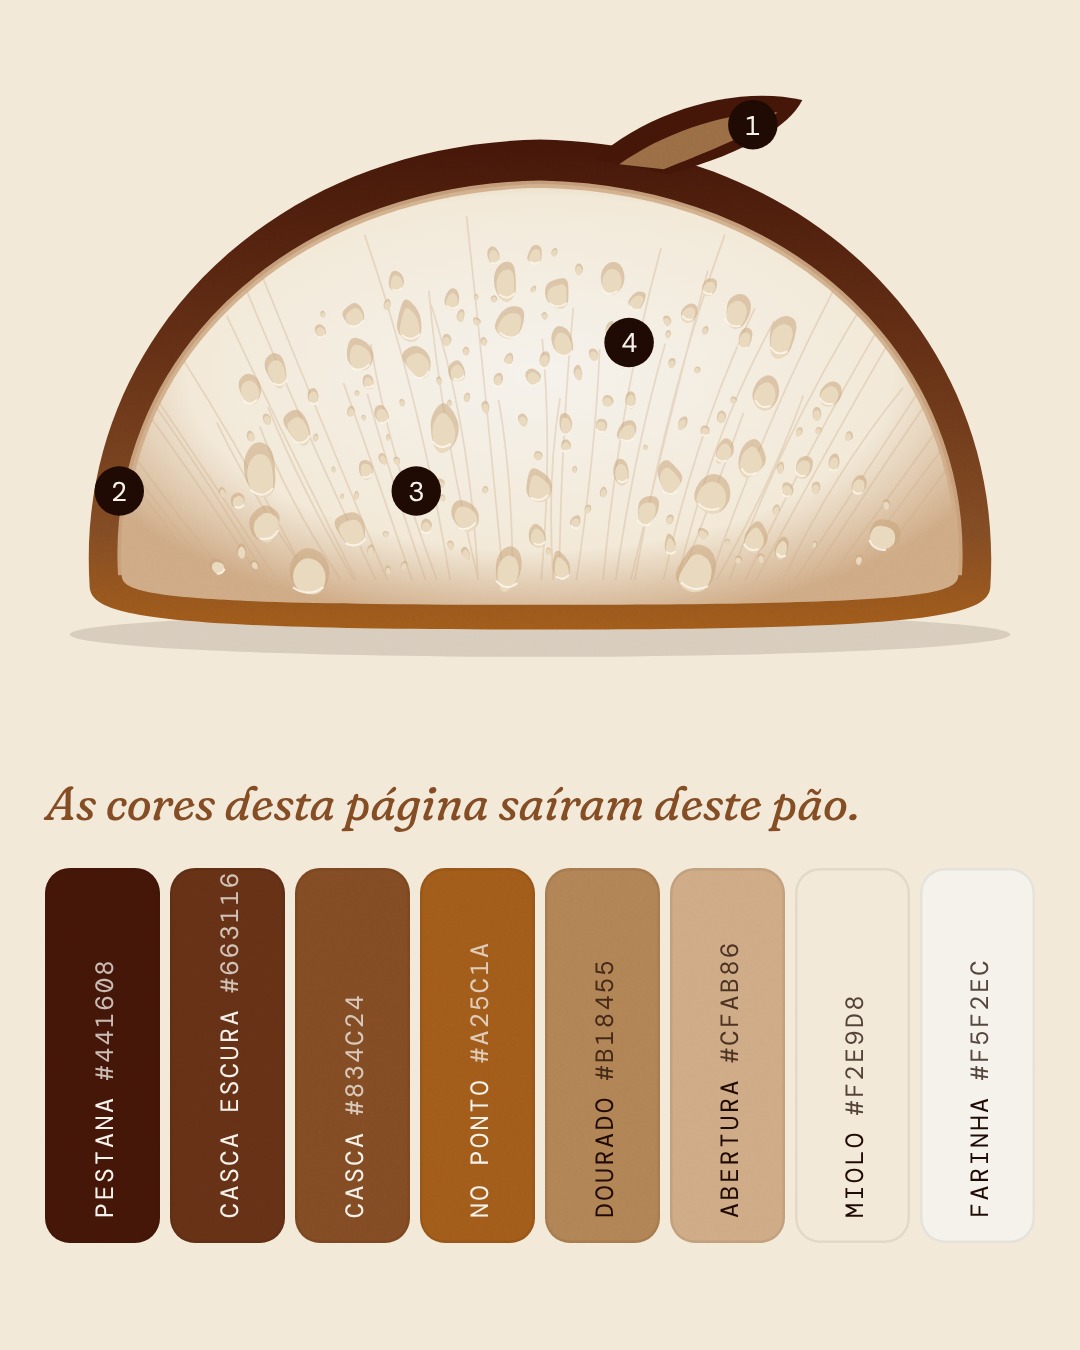 1
2
3
4
As cores desta página saíram deste pão.
PESTANA #441608
CASCA ESCURA #663116
CASCA #834C24
NO PONTO #A25C1A
DOURADO #B18455
ABERTURA #CFAB86
MIOLO #F2E9D8
FARINHA #F5F2EC